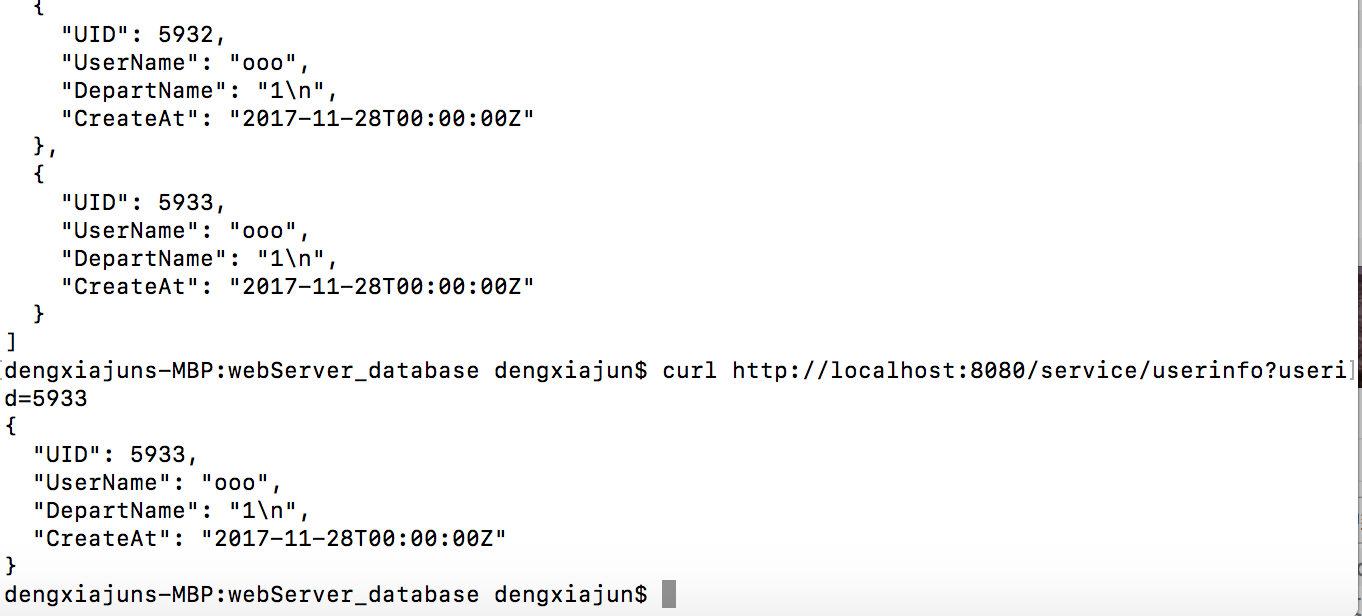 {
"UID": 5932,
"UserName": "ooo",
"DepartName": "1\n",
"CreateAt": "2017-11-28T00:00:00Z"
},
{
"UID": 5933,
"UserName": "ooo",
"DepartName": "1\n",
"CreateAt": "2017-11-28T00:00:00Z"
}
]
[dengxiajuns-MBP:webServer_database dengxiajun$ curl http://localhost:8080/service/userinfo?useri]
d=5933
{
"UID": 5933,
"UserName": "ooo",
"DepartName": "1\n",
"CreateAt": "2017-11-28T00:00:00Z"
}
dengxiajuns-MBP:webServer_database dengxiajun$